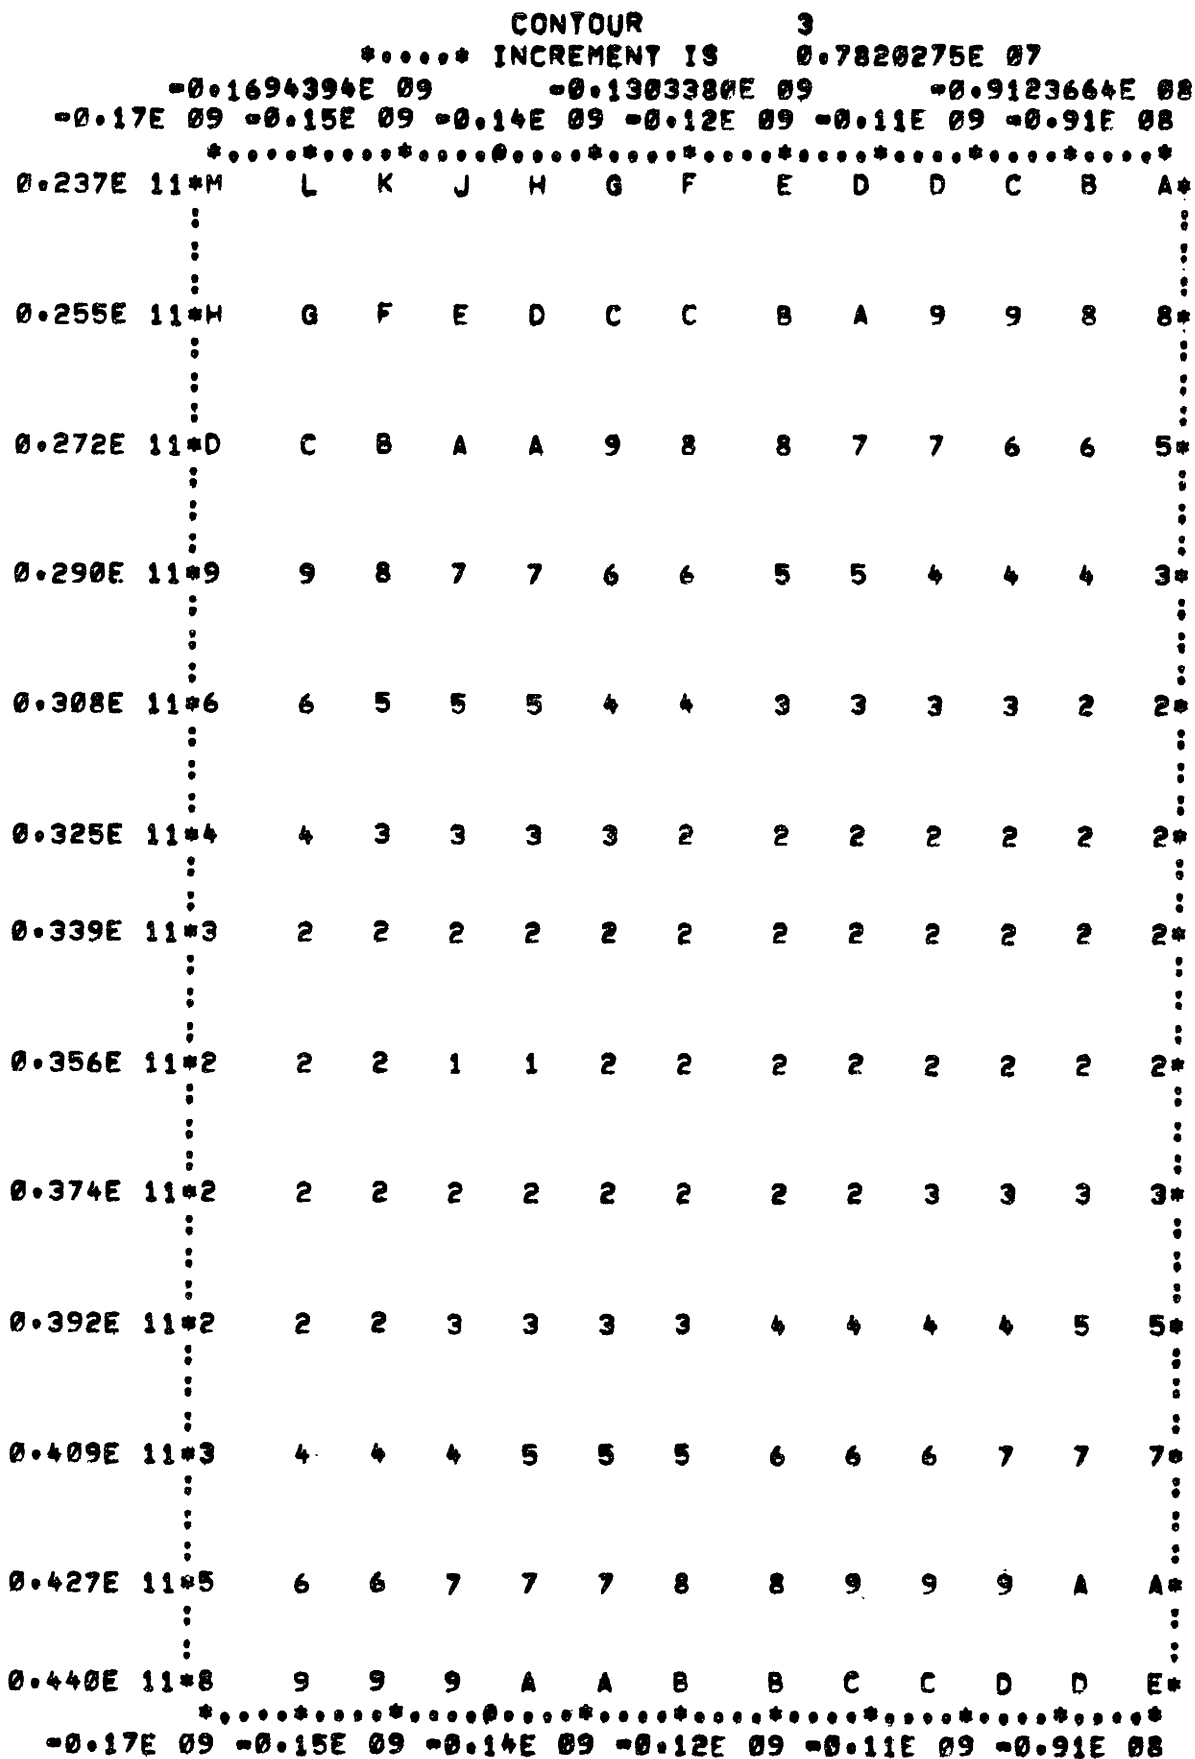 CONTOUR 3
*....* INCREMENT IS 0.7820275E 07
-0.1694394E 09 -0.1303380E 09 -0.9123664E 08
-0.17E 09 -0.15E 09 -0.14E 09 -0.12E 09 -0.11E 09 -0.91E 08
*....*....*....0....*....*....*....*....*....*....*
0.237E 11*M L K J H G F E D D C B A*
0.255E 11*H G F E D C C B A 9 9 8 8*
0.272E 11*D C B A A 9 8 8 7 7 6 6 5*
0.290E 11*9 9 8 7 7 6 6 5 5 4 4 4 3*
0.308E 11*6 6 5 5 5 4 4 3 3 3 3 2 2*
0.325E 11*4 4 3 3 3 3 2 2 2 2 2 2 2*
0.339E 11*3 2 2 2 2 2 2 2 2 2 2 2 2*
0.356E 11*2 2 2 1 1 2 2 2 2 2 2 2 2*
0.374E 11*2 2 2 2 2 2 2 2 2 3 3 3 3*
0.392E 11*2 2 2 3 3 3 3 4 4 4 4 5 5*
0.409E 11*3 4 4 4 5 5 5 6 6 6 7 7 7*
0.427E 11*5 6 6 7 7 7 8 8 9 9 9 A A*
0.440E 11*8 9 9 9 A A B B C C D D E*
*....*....*....0....*....*....*....*....*....*....*
-0.17E 09 -0.15E 09 -0.14E 09 -0.12E 09 -0.11E 09 -0.91E 08